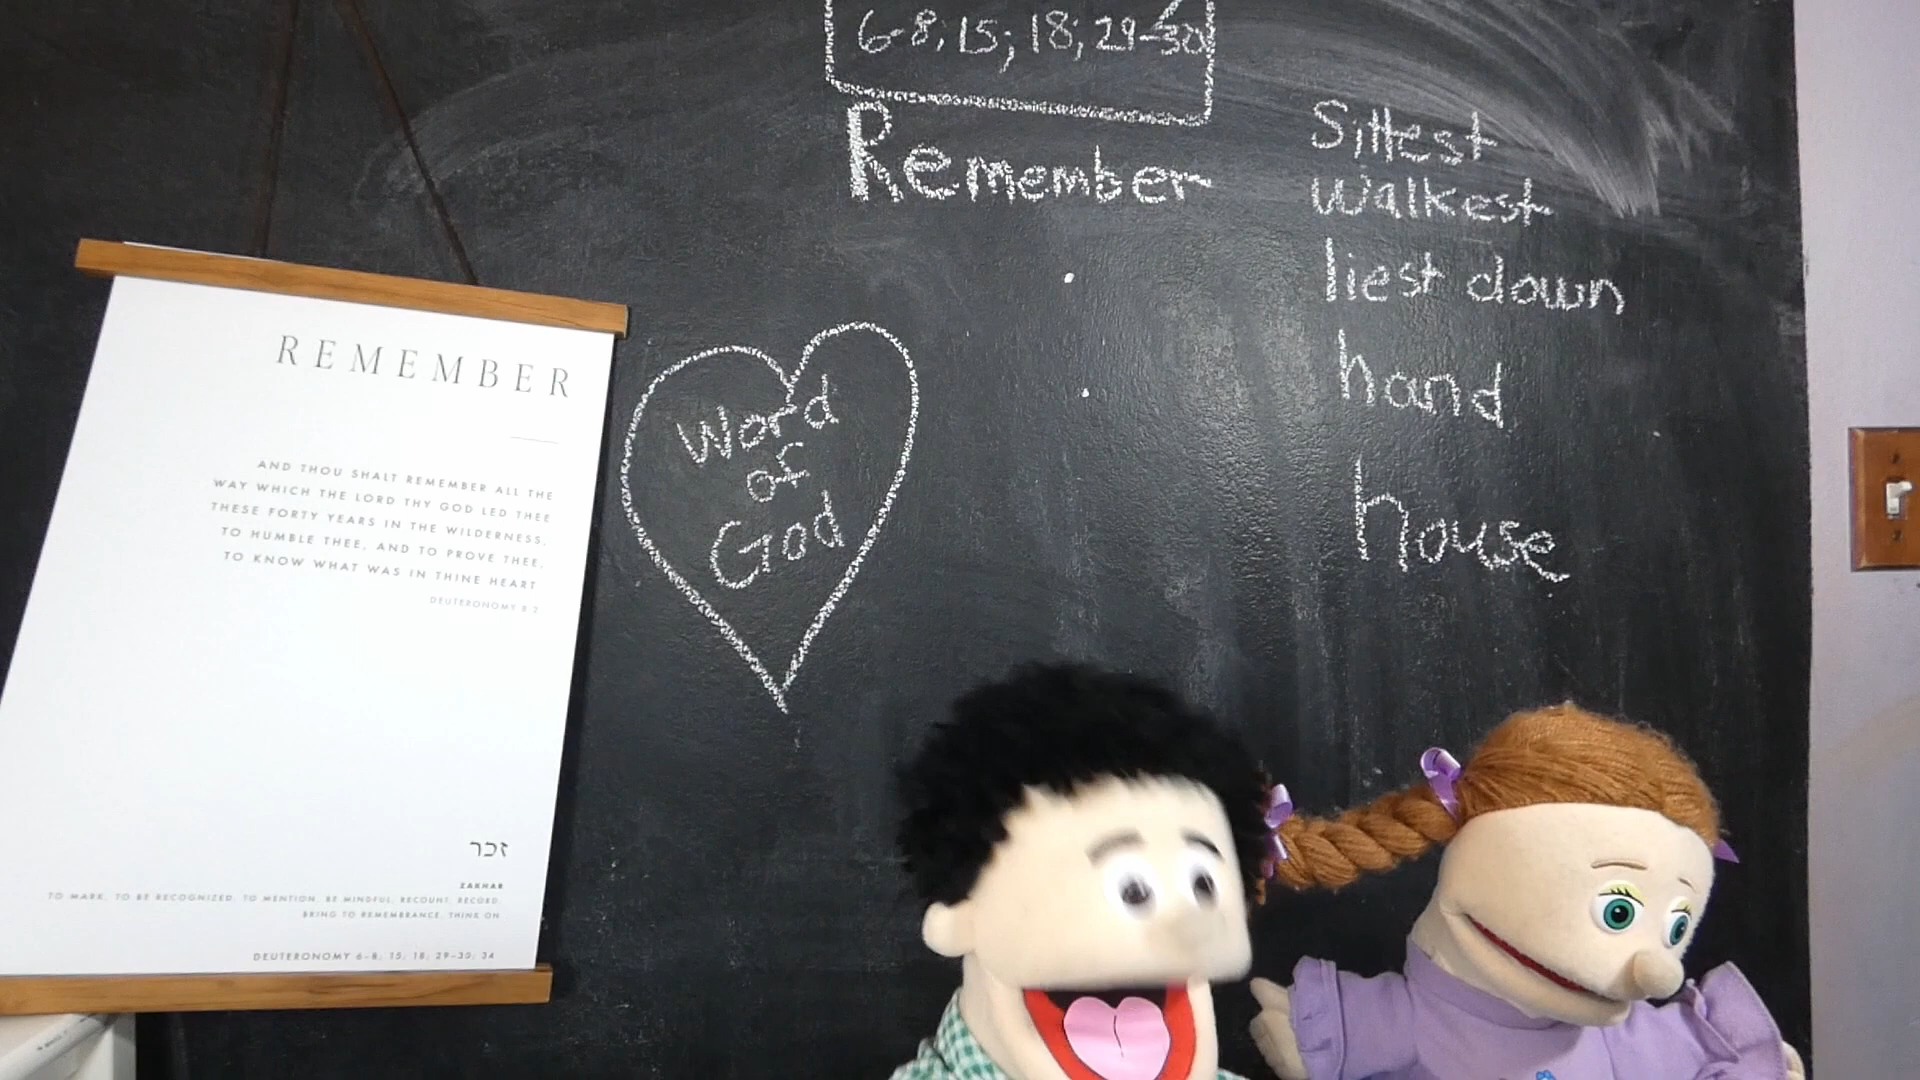 6-8; 15; 18; 29-30
Remember
Sittest
Walkest
liest down
hand
house
Word
of
God
REMEMBER
AND THOU SHALT REMEMBER ALL THE
WAY WHICH THE LORD THY GOD LED THEE
THESE FORTY YEARS IN THE WILDERNESS,
TO HUMBLE THEE, AND TO PROVE THEE,
TO KNOW WHAT WAS IN THINE HEART
DEUTERONOMY 8:2
זכר
ZAKHAR
TO MARK, TO BE RECOGNIZED, TO MENTION, BE MINDFUL, RECOUNT, RECORD,
BRING TO REMEMBRANCE, THINK ON
DEUTERONOMY 6-8; 15; 18; 29-30; 34